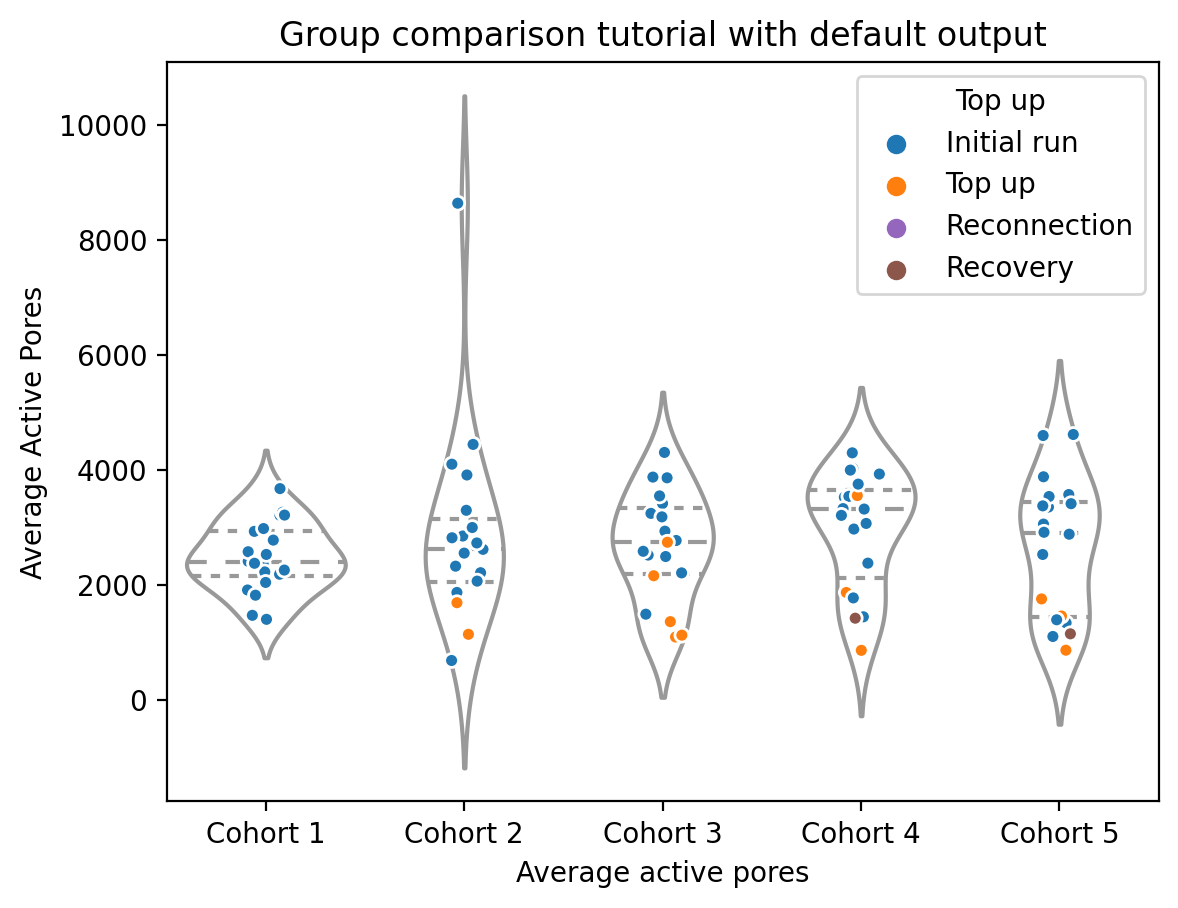 Group comparison tutorial with default output
Top up
Initial run
Top up
Reconnection
Recovery
Average Active Pores
10000
8000
6000
4000
2000
0
Cohort 1
Cohort 2
Cohort 3
Cohort 4
Cohort 5
Average active pores